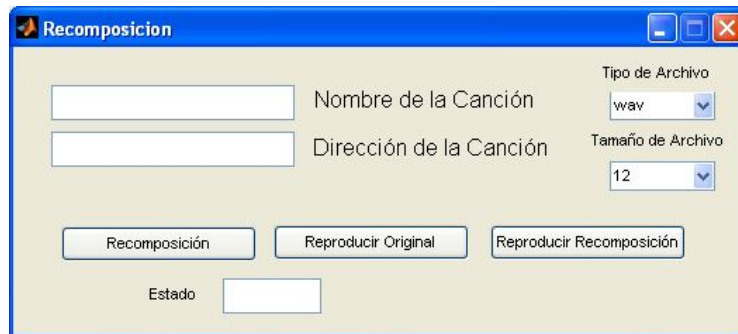 Recomposicion
Tipo de Archivo
Nombre de la Canción
wav
Dirección de la Canción
Tamaño de Archivo
12
Recomposición
Reproducir Original
Reproducir Recomposición
Estado